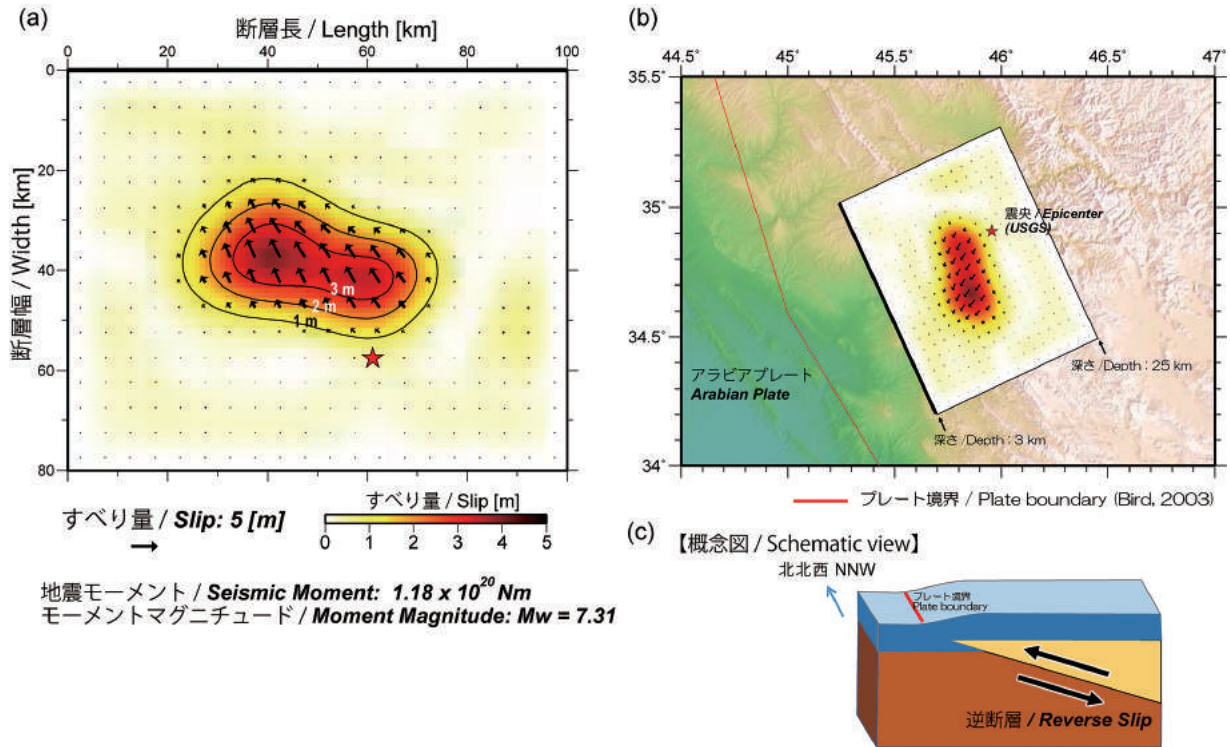 (a)
断層長 / Length [km]
0 20 40 60 80 100
断層幅 / Width [km]
0
20
40
60
80
3 m
2 m
1 m
すべり量 / Slip: 5 [m]
すべり量 / Slip [m]
0 1 2 3 4 5
地震モーメント / Seismic Moment: 1.18 x 10²⁰ Nm
モーメントマグニチュード / Moment Magnitude: Mw = 7.31
(b)
44.5° 45° 45.5° 46° 46.5° 47°
35.5°
35°
34.5°
34°
震央 / Epicenter
(USGS)
アラビアプレート
Arabian Plate
深さ /Depth : 25 km
深さ /Depth : 3 km
プレート境界 / Plate boundary (Bird, 2003)
(c)
【概念図 / Schematic view】
北北西 NNW
プレート境界
Plate boundary
逆断層 / Reverse Slip